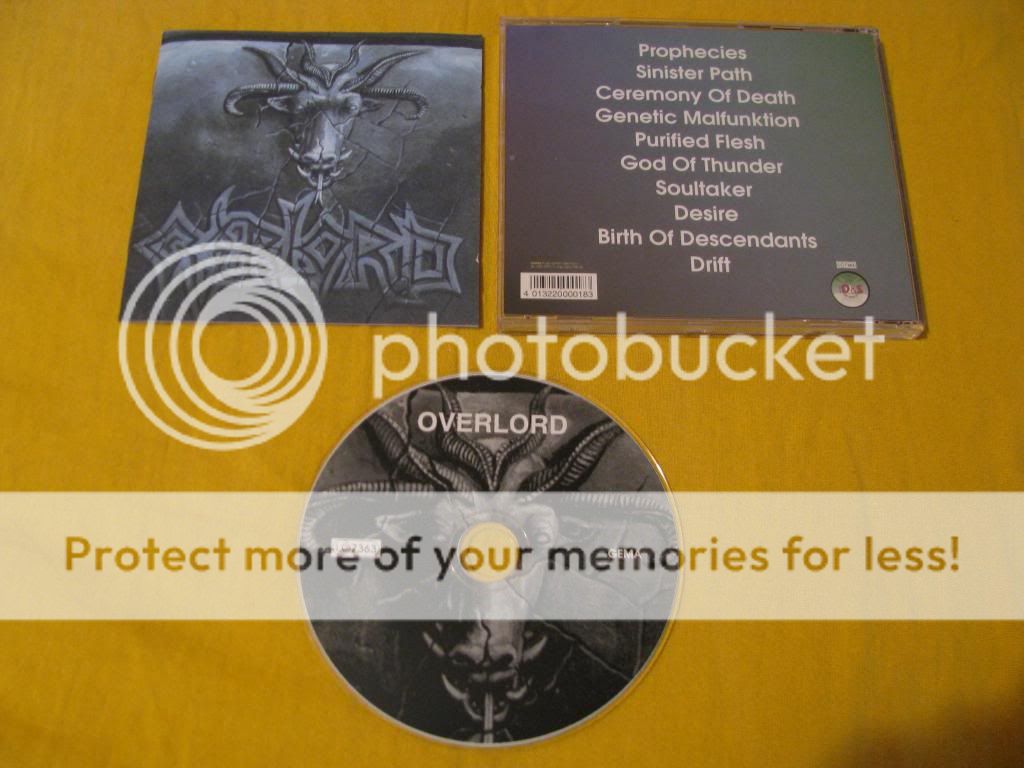 OVERLORD
Prophecies
Sinister Path
Ceremony Of Death
Genetic Malfunktion
Purified Flesh
God Of Thunder
Soultaker
Desire
Birth Of Descendants
Drift
4 013220000183
D&S
photobucket
OVERLORD
GEMA
Protect more of your memories for less!